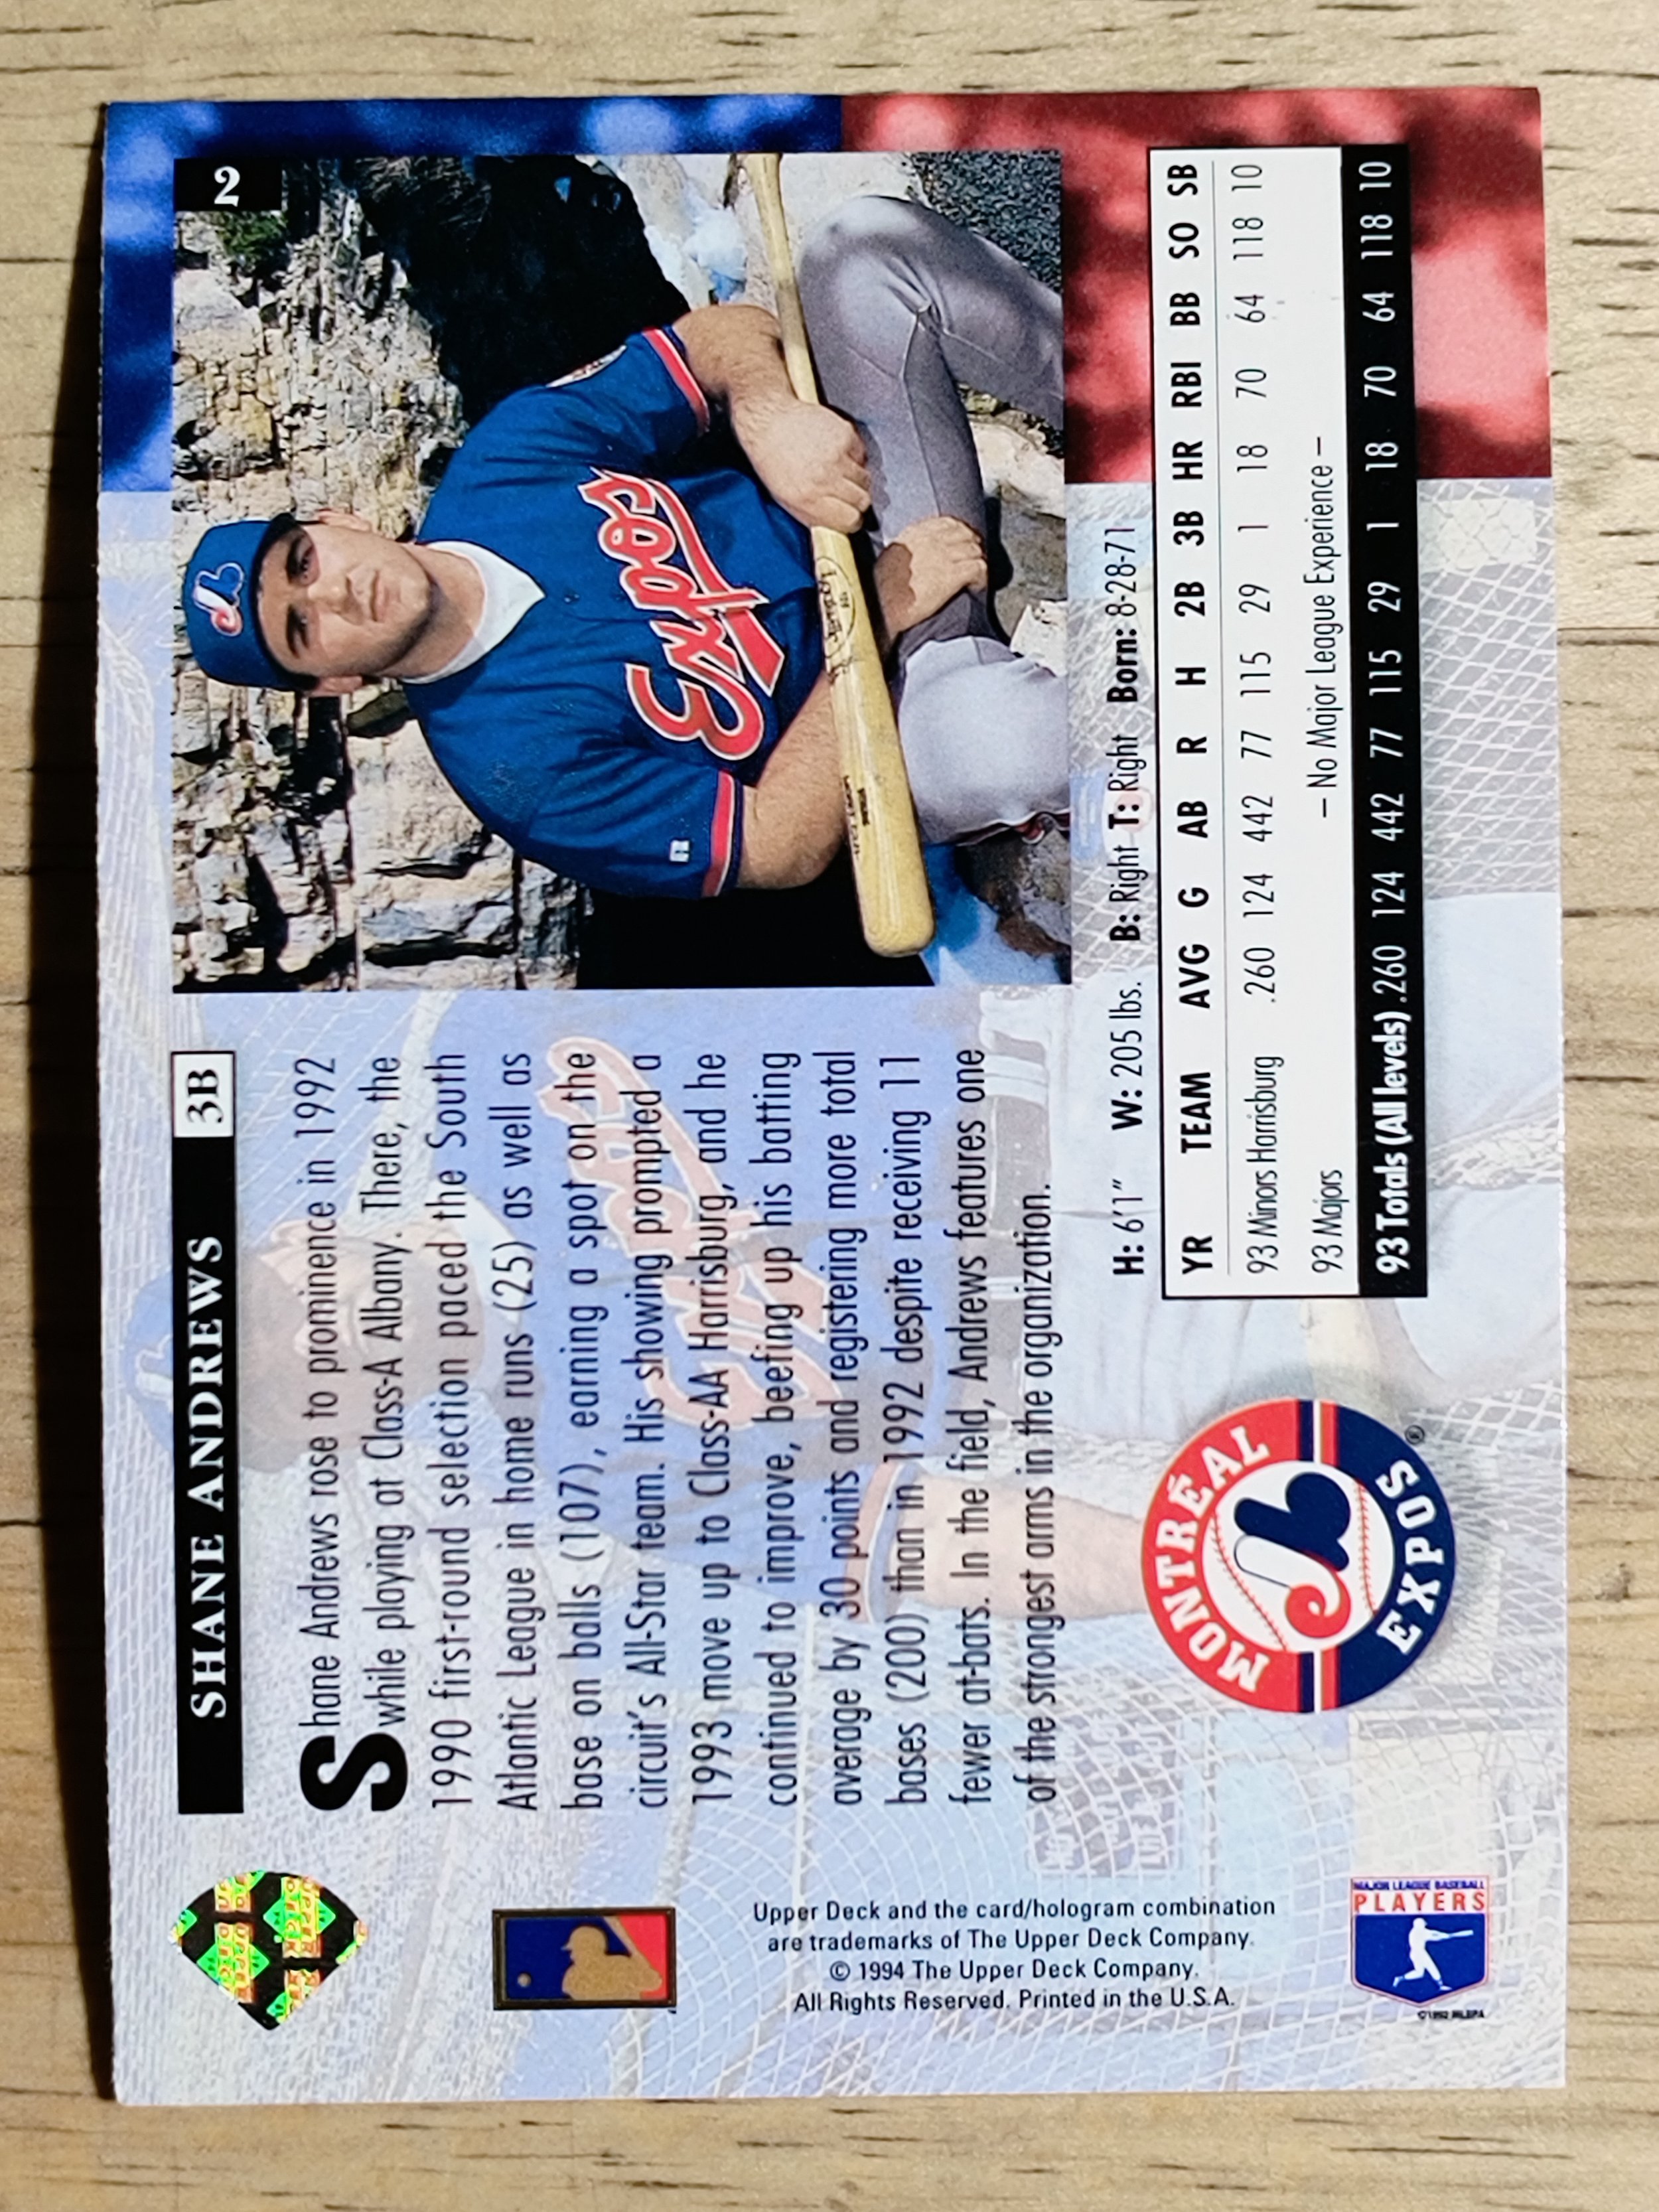 SHANE ANDREWS 3B
2
Shane Andrews rose to prominence in 1992
while playing at Class-A Albany. There, the
1990 first-round selection paced the South
Atlantic League in home runs (25) as well as
base on balls (107), earning a spot on the
circuit's All-Star team. His showing prompted a
1993 move up to Class-AA Harrisburg, and he
continued to improve, beefing up his batting
average by 30 points and registering more total
bases (200) than in 1992 despite receiving 11
fewer at-bats. In the field, Andrews features one
of the strongest arms in the organization.
Expos
H: 6'1" W: 205 lbs. B: Right T: Right Born: 8-28-71
YR TEAM AVG G AB R H 2B 3B HR RBI BB SO SB
93 Minors Harrisburg .260 124 442 77 115 29 1 18 70 64 118 10
93 Majors – No Major League Experience –
93 Totals (All levels) .260 124 442 77 115 29 1 18 70 64 118 10
MONTRÉAL
EXPOS ®
Upper Deck and the card/hologram combination
are trademarks of The Upper Deck Company.
© 1994 The Upper Deck Company.
All Rights Reserved. Printed in the U.S.A.
MAJOR LEAGUE BASEBALL
PLAYERS
©1992 MLBPA